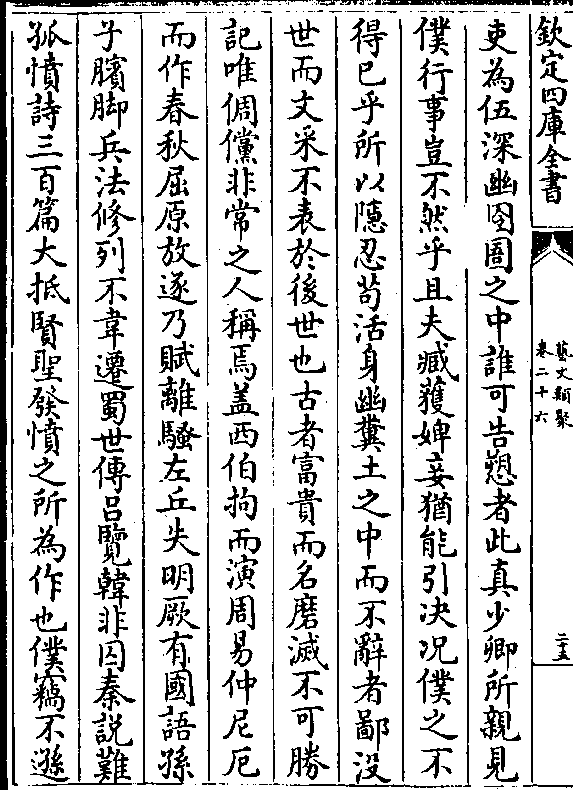 欽定四庫全書
藝文類聚
卷二十六
二十五
吏為伍深幽囹圄之中誰可告愬者此真少卿所親見
僕行事豈不然乎且夫臧獲婢妾猶能引决况僕之不
得已乎所以隱忍苟活身幽糞土之中而不辭者鄙没
世而文采不表於後世也古者富貴而名磨滅不可勝
記唯倜儻非常之人稱焉盖西伯拘而演周易仲尼厄
而作春秋屈原放逐乃賦離騷左丘失明厥有國語孫
子臏脚兵法修列不韋遷蜀世傳吕覽韓非囚秦説難
孤憤詩三百篇大抵賢聖發憤之所為作也僕竊不遜